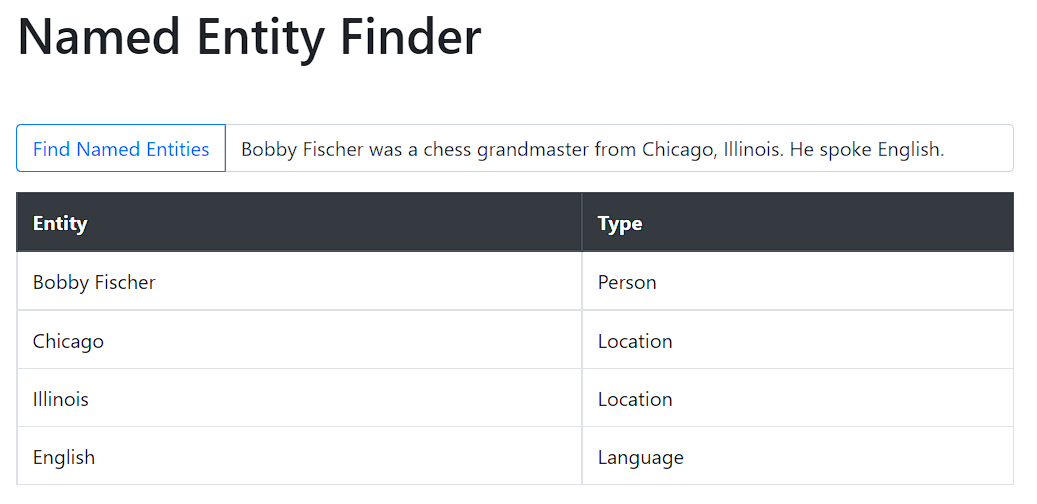 Named Entity Finder
Find Named Entities Bobby Fischer was a chess grandmaster from Chicago, Illinois. He spoke English.
Entity Type
Bobby Fischer Person
Chicago Location
Illinois Location
English Language